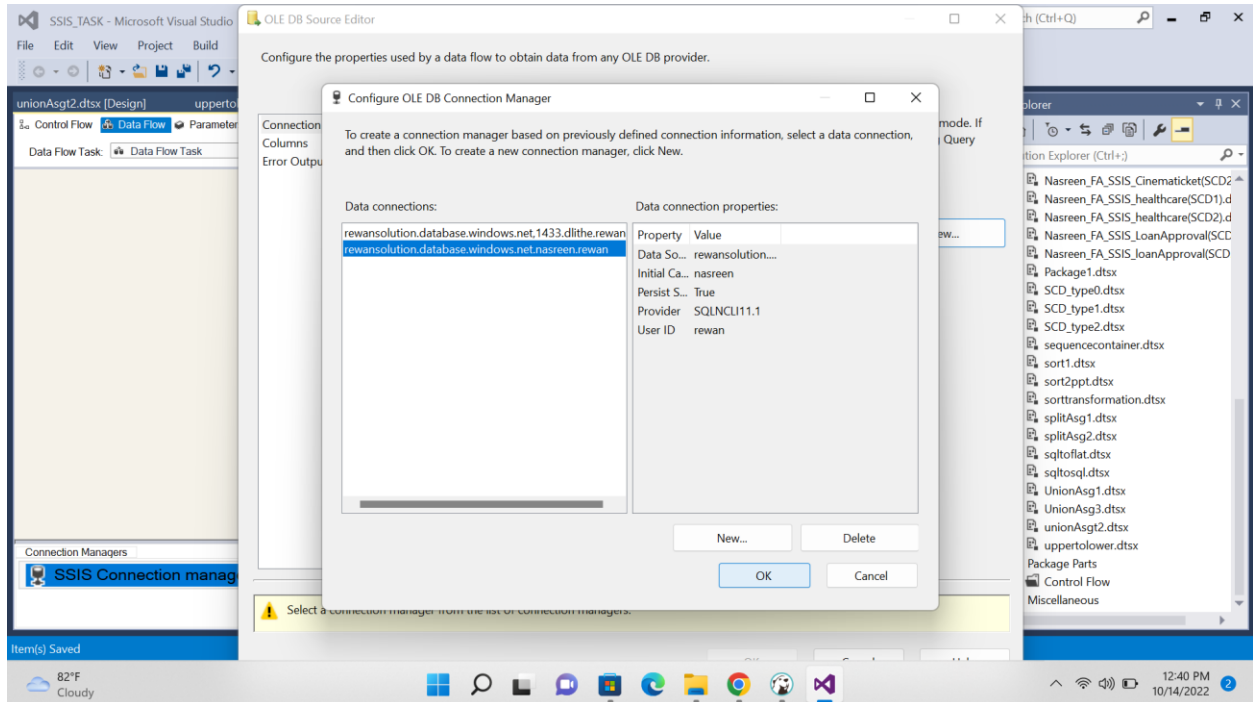 SSIS_TASK - Microsoft Visual Studio
OLE DB Source Editor
ch (Ctrl+Q)
File Edit View Project Build
Configure the properties used by a data flow to obtain data from any OLE DB provider.
unionAsgt2.dtsx [Design] upperto
Configure OLE DB Connection Manager
plorer
Control Flow Data Flow Parameter
Connection
To create a connection manager based on previously defined connection information, select a data connection,
and then click OK. To create a new connection manager, click New.
mode. If
Query
Data Flow Task: Data Flow Task
Columns
Error Outpu
ution Explorer (Ctrl+;)
Data connections:
Data connection properties:
rewansolution.database.windows.net,1433.dlithe.rewan
rewansolution.database.windows.net.nasreen.rewan
Property Value
Data So... rewansolution....
Initial Ca... nasreen
Persist S... True
Provider SQLNCLI11.1
User ID rewan
ew...
Nasreen_FA_SSIS_Cinematicket(SCD2
Nasreen_FA_SSIS_healthcare(SCD1).d
Nasreen_FA_SSIS_healthcare(SCD2).d
Nasreen_FA_SSIS_LoanApproval(SCD
Nasreen_FA_SSIS_loanApproval(SCD
Package1.dtsx
SCD_type0.dtsx
SCD_type1.dtsx
SCD_type2.dtsx
sequencecontainer.dtsx
sort1.dtsx
sort2ppt.dtsx
sorttransformation.dtsx
splitAsg1.dtsx
splitAsg2.dtsx
sqltoflat.dtsx
sqltosql.dtsx
UnionAsg1.dtsx
UnionAsg3.dtsx
unionAsgt2.dtsx
uppertolower.dtsx
Package Parts
Control Flow
Miscellaneous
New... Delete
OK Cancel
Connection Managers
SSIS Connection manag
Select a connection manager from the list of connection managers.
Item(s) Saved
82°F
Cloudy
12:40 PM
10/14/2022
2